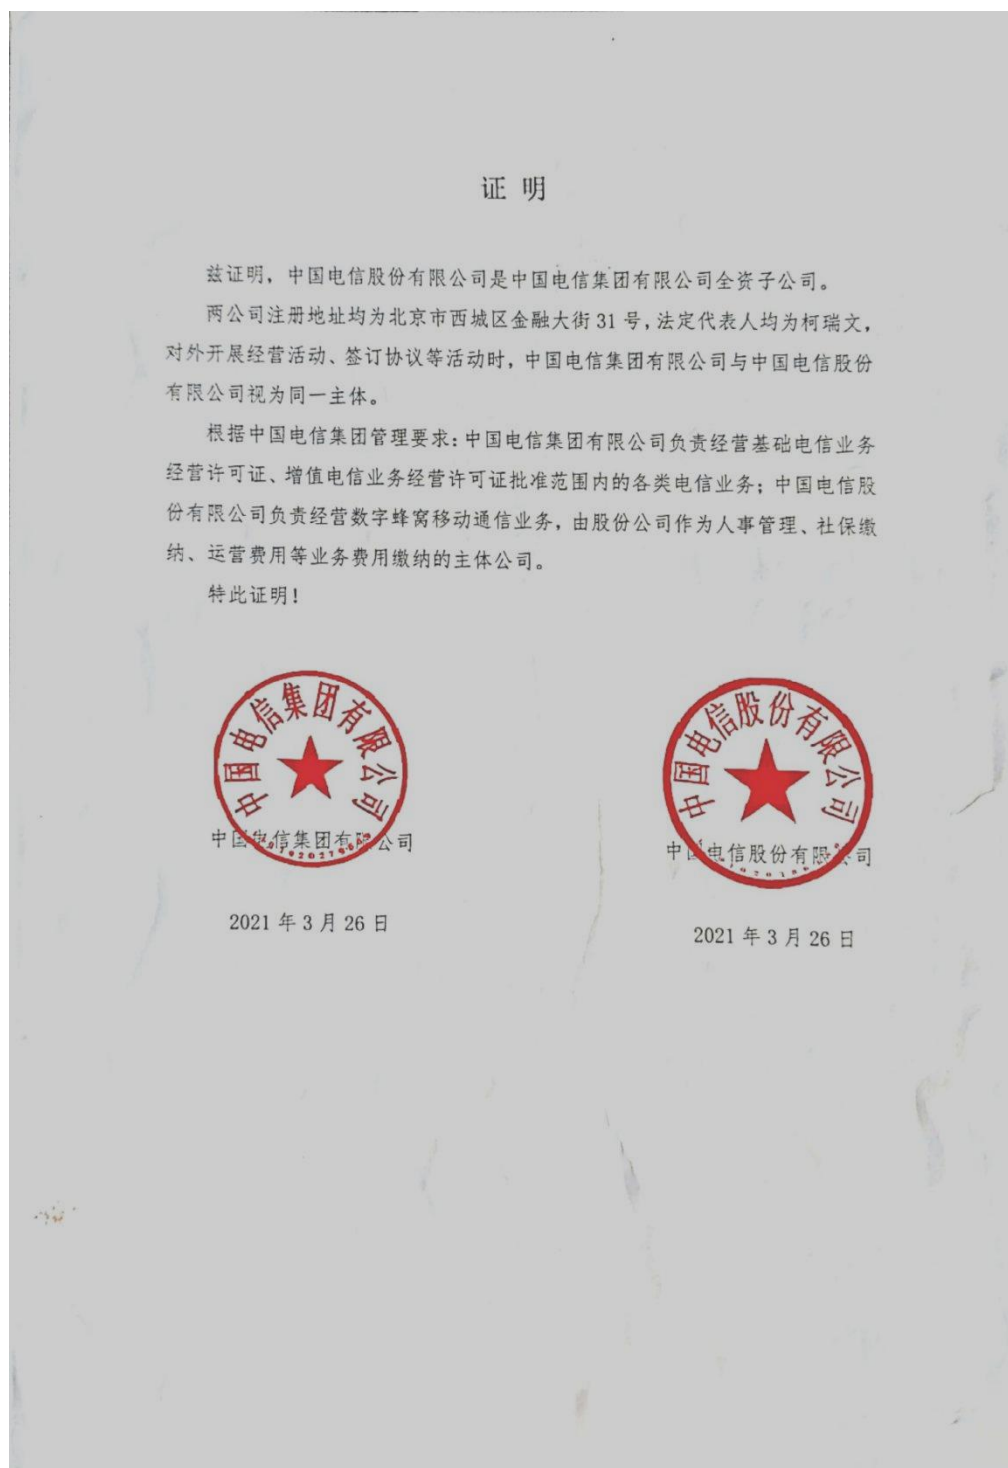 证 明
兹证明，中国电信股份有限公司是中国电信集团有限公司全资子公司。
两公司注册地址均为北京市西城区金融大街 31 号，法定代表人均为柯瑞文，
对外开展经营活动、签订协议等活动时，中国电信集团有限公司与中国电信股份
有限公司视为同一主体。
根据中国电信集团管理要求：中国电信集团有限公司负责经营基础电信业务
经营许可证、增值电信业务经营许可证批准范围内的各类电信业务；中国电信股
份有限公司负责经营数字蜂窝移动通信业务，由股份公司作为人事管理、社保缴
纳、运营费用等业务费用缴纳的主体公司。
特此证明！
中国电信集团有限公司
中国电信股份有限公司
中国电信集团有限公司
中国电信股份有限公司
2021 年 3 月 26 日
2021 年 3 月 26 日